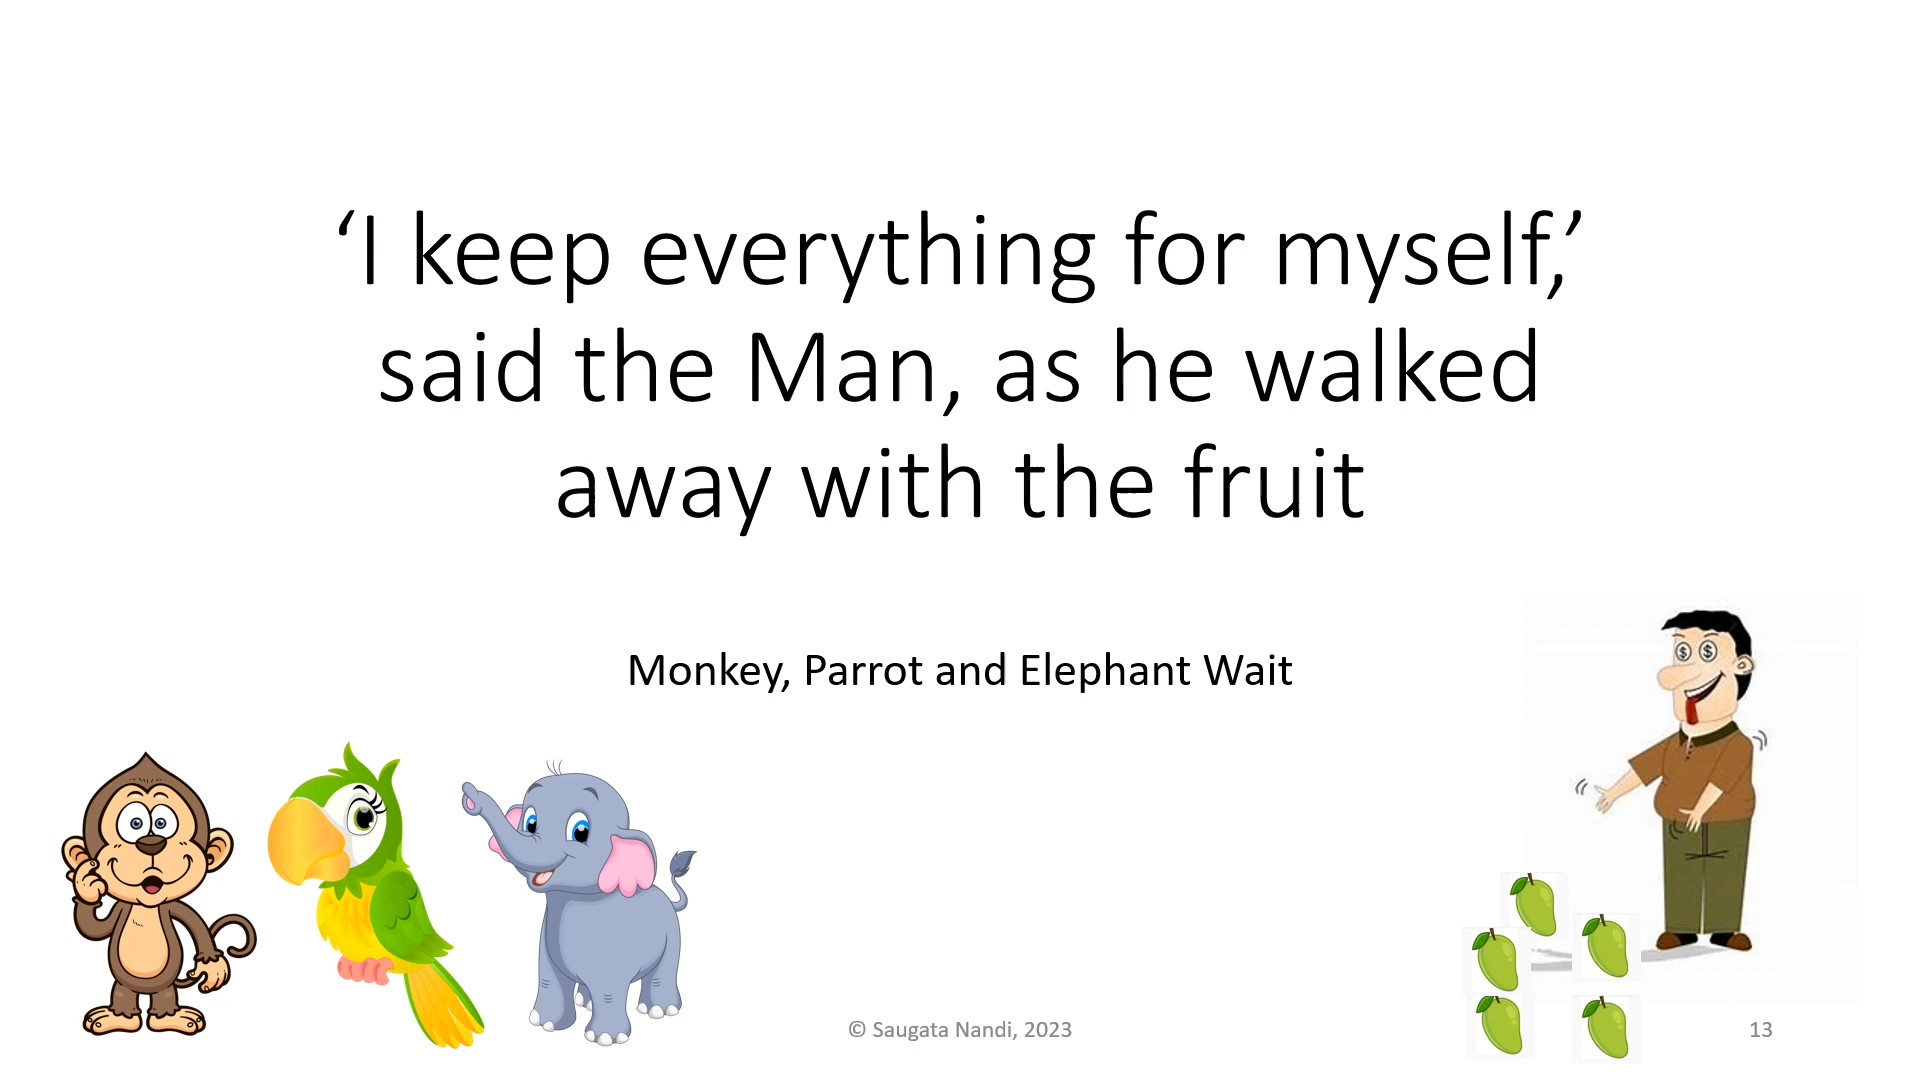 ‘I keep everything for myself,’
said the Man, as he walked
away with the fruit
Monkey, Parrot and Elephant Wait
$ $
© Saugata Nandi, 2023
13